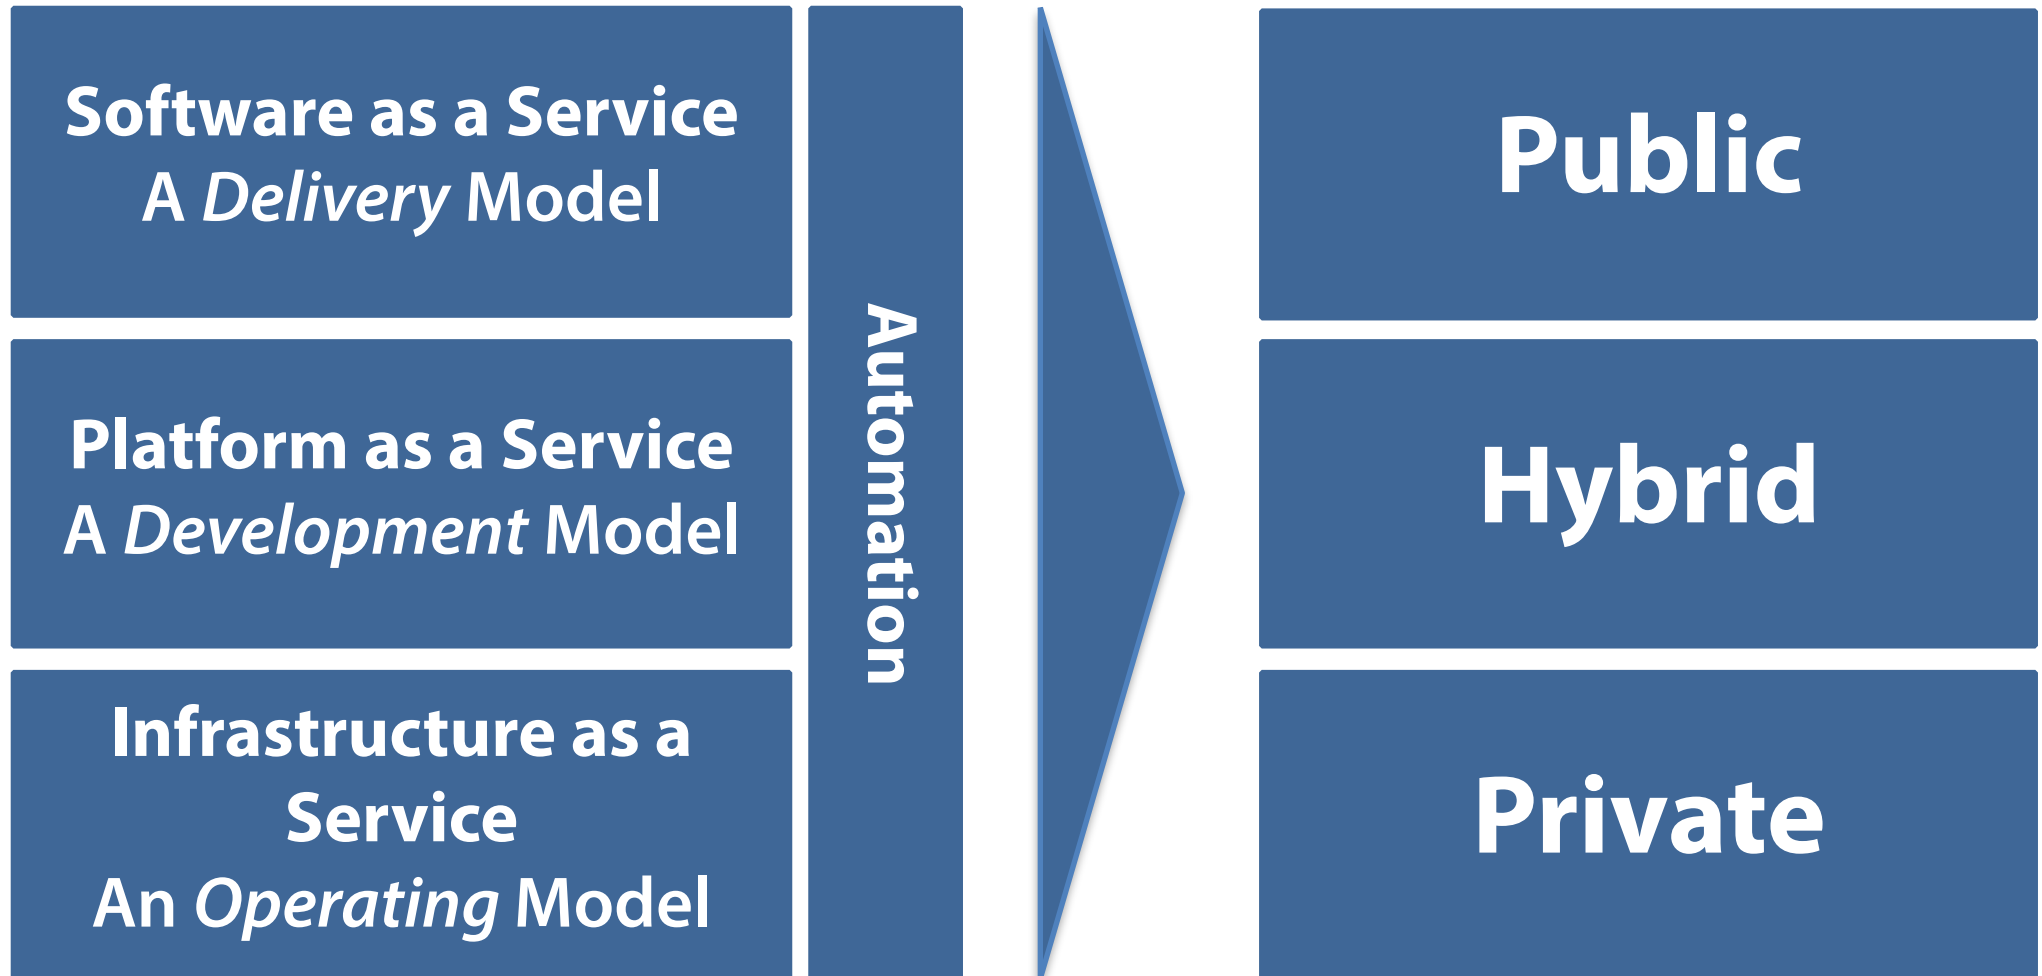 Software as a Service
A Delivery Model
Platform as a Service
A Development Model
Infrastructure as a
Service
An Operating Model
Automation
Public
Hybrid
Private